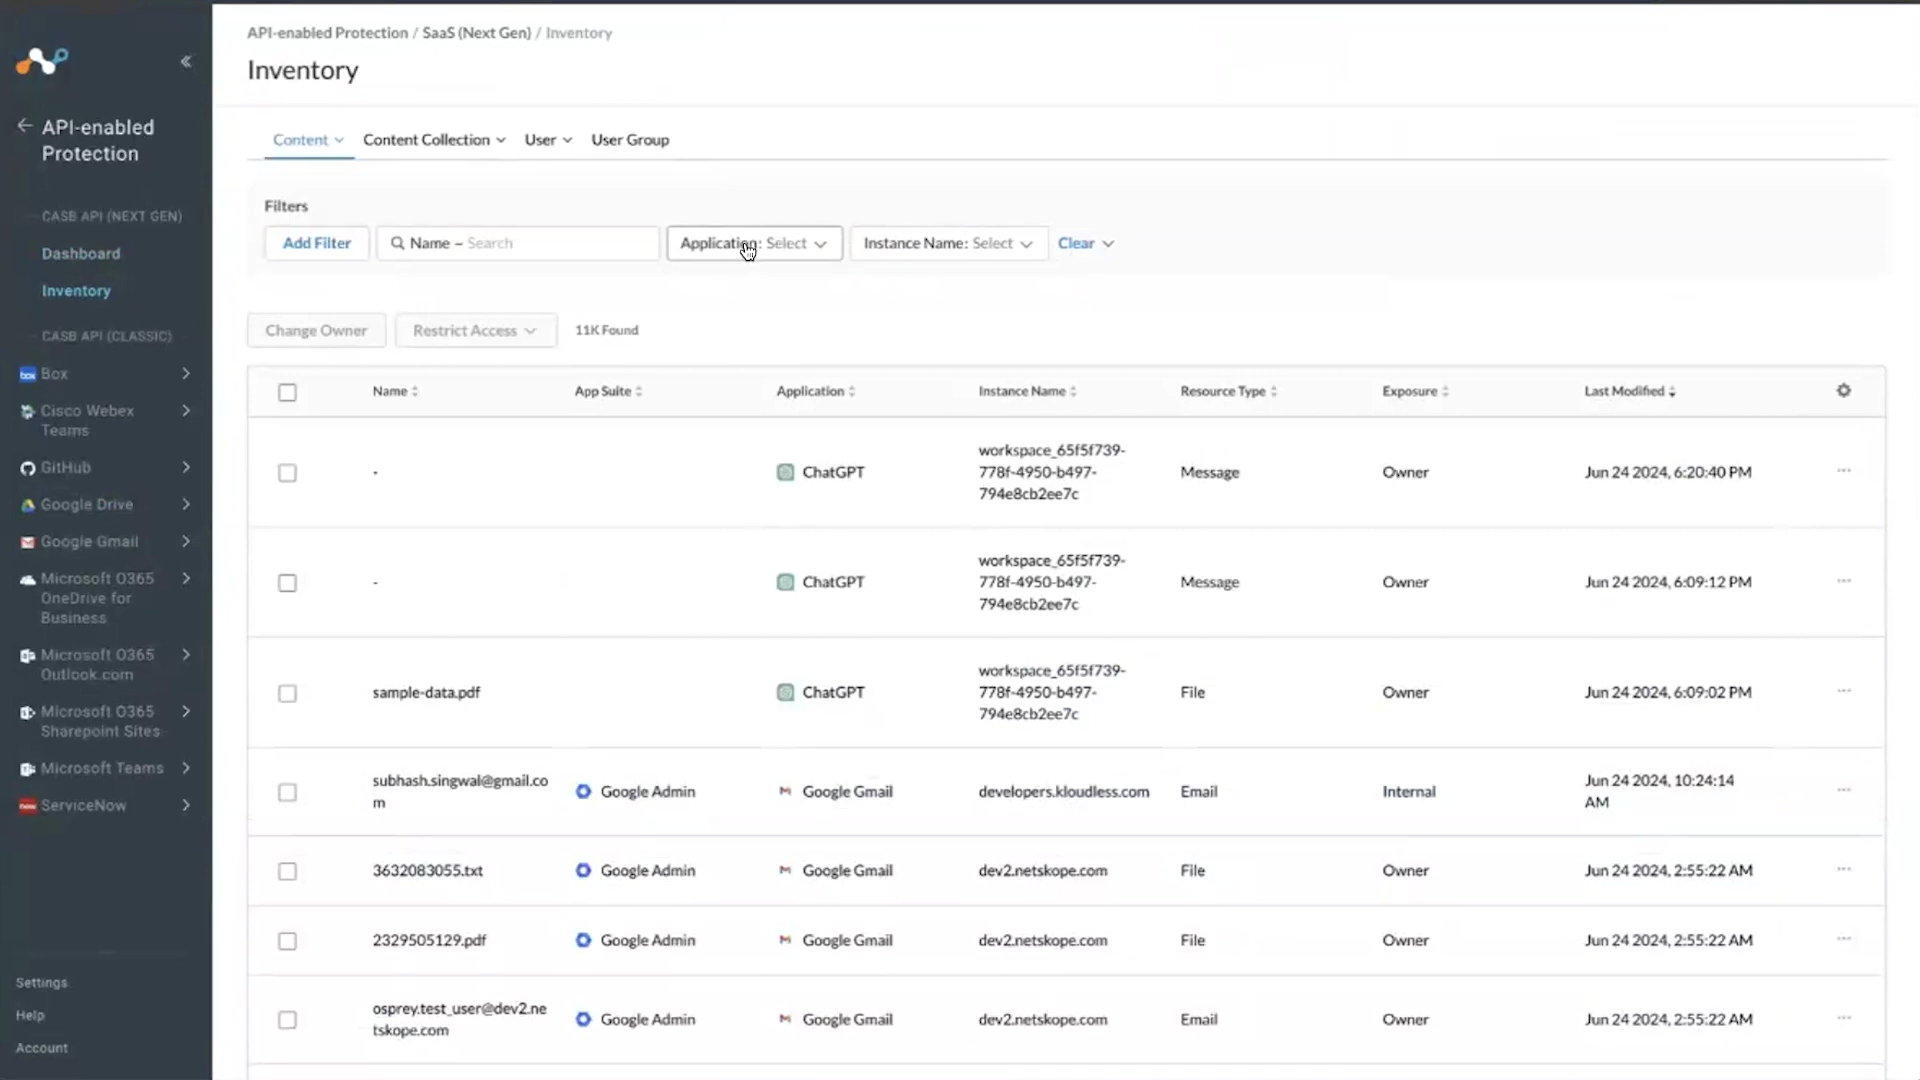 API-enabled Protection / SaaS (Next Gen) / Inventory
Inventory
API-enabled
Protection
CASB API (NEXT GEN)
Dashboard
Inventory
CASB API (CLASSIC)
box Box
Cisco Webex
Teams
GitHub
Google Drive
Google Gmail
Microsoft O365
OneDrive for
Business
Microsoft O365
Outlook.com
Microsoft O365
Sharepoint Sites
Microsoft Teams
ServiceNow
Settings
Help
Account
Content Content Collection User User Group
Filters
Add Filter Name – Search Application: Select Instance Name: Select Clear
Change Owner Restrict Access 11K Found
Name App Suite Application Instance Name Resource Type Exposure Last Modified
- ChatGPT workspace_65f5f739-
778f-4950-b497-
794e8cb2ee7c Message Owner Jun 24 2024, 6:20:40 PM
- ChatGPT workspace_65f5f739-
778f-4950-b497-
794e8cb2ee7c Message Owner Jun 24 2024, 6:09:12 PM
sample-data.pdf ChatGPT workspace_65f5f739-
778f-4950-b497-
794e8cb2ee7c File Owner Jun 24 2024, 6:09:02 PM
subhash.singwal@gmail.co
m Google Admin Google Gmail developers.kloudless.com Email Internal Jun 24 2024, 10:24:14
AM
3632083055.txt Google Admin Google Gmail dev2.netskope.com File Owner Jun 24 2024, 2:55:22 AM
2329505129.pdf Google Admin Google Gmail dev2.netskope.com File Owner Jun 24 2024, 2:55:22 AM
osprey.test_user@dev2.ne
tskope.com Google Admin Google Gmail dev2.netskope.com Email Owner Jun 24 2024, 2:55:22 AM